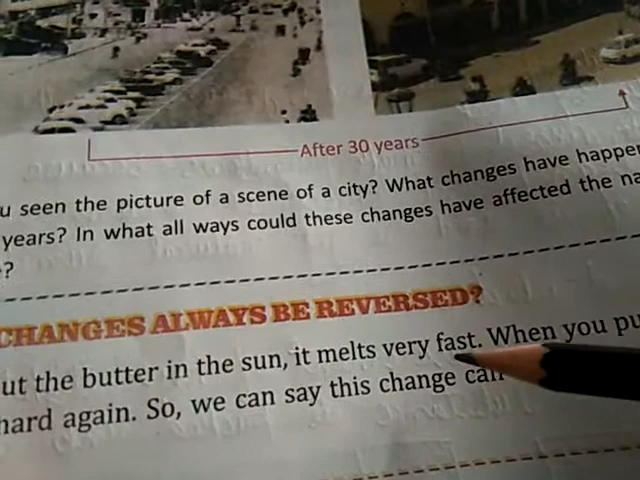 After 30 years
u seen the picture of a scene of a city? What changes have happe
years? In what all ways could these changes have affected the na
?
CHANGES ALWAYS BE REVERSED?
ut the butter in the sun, it melts very fast. When you pu
hard again. So, we can say this change can